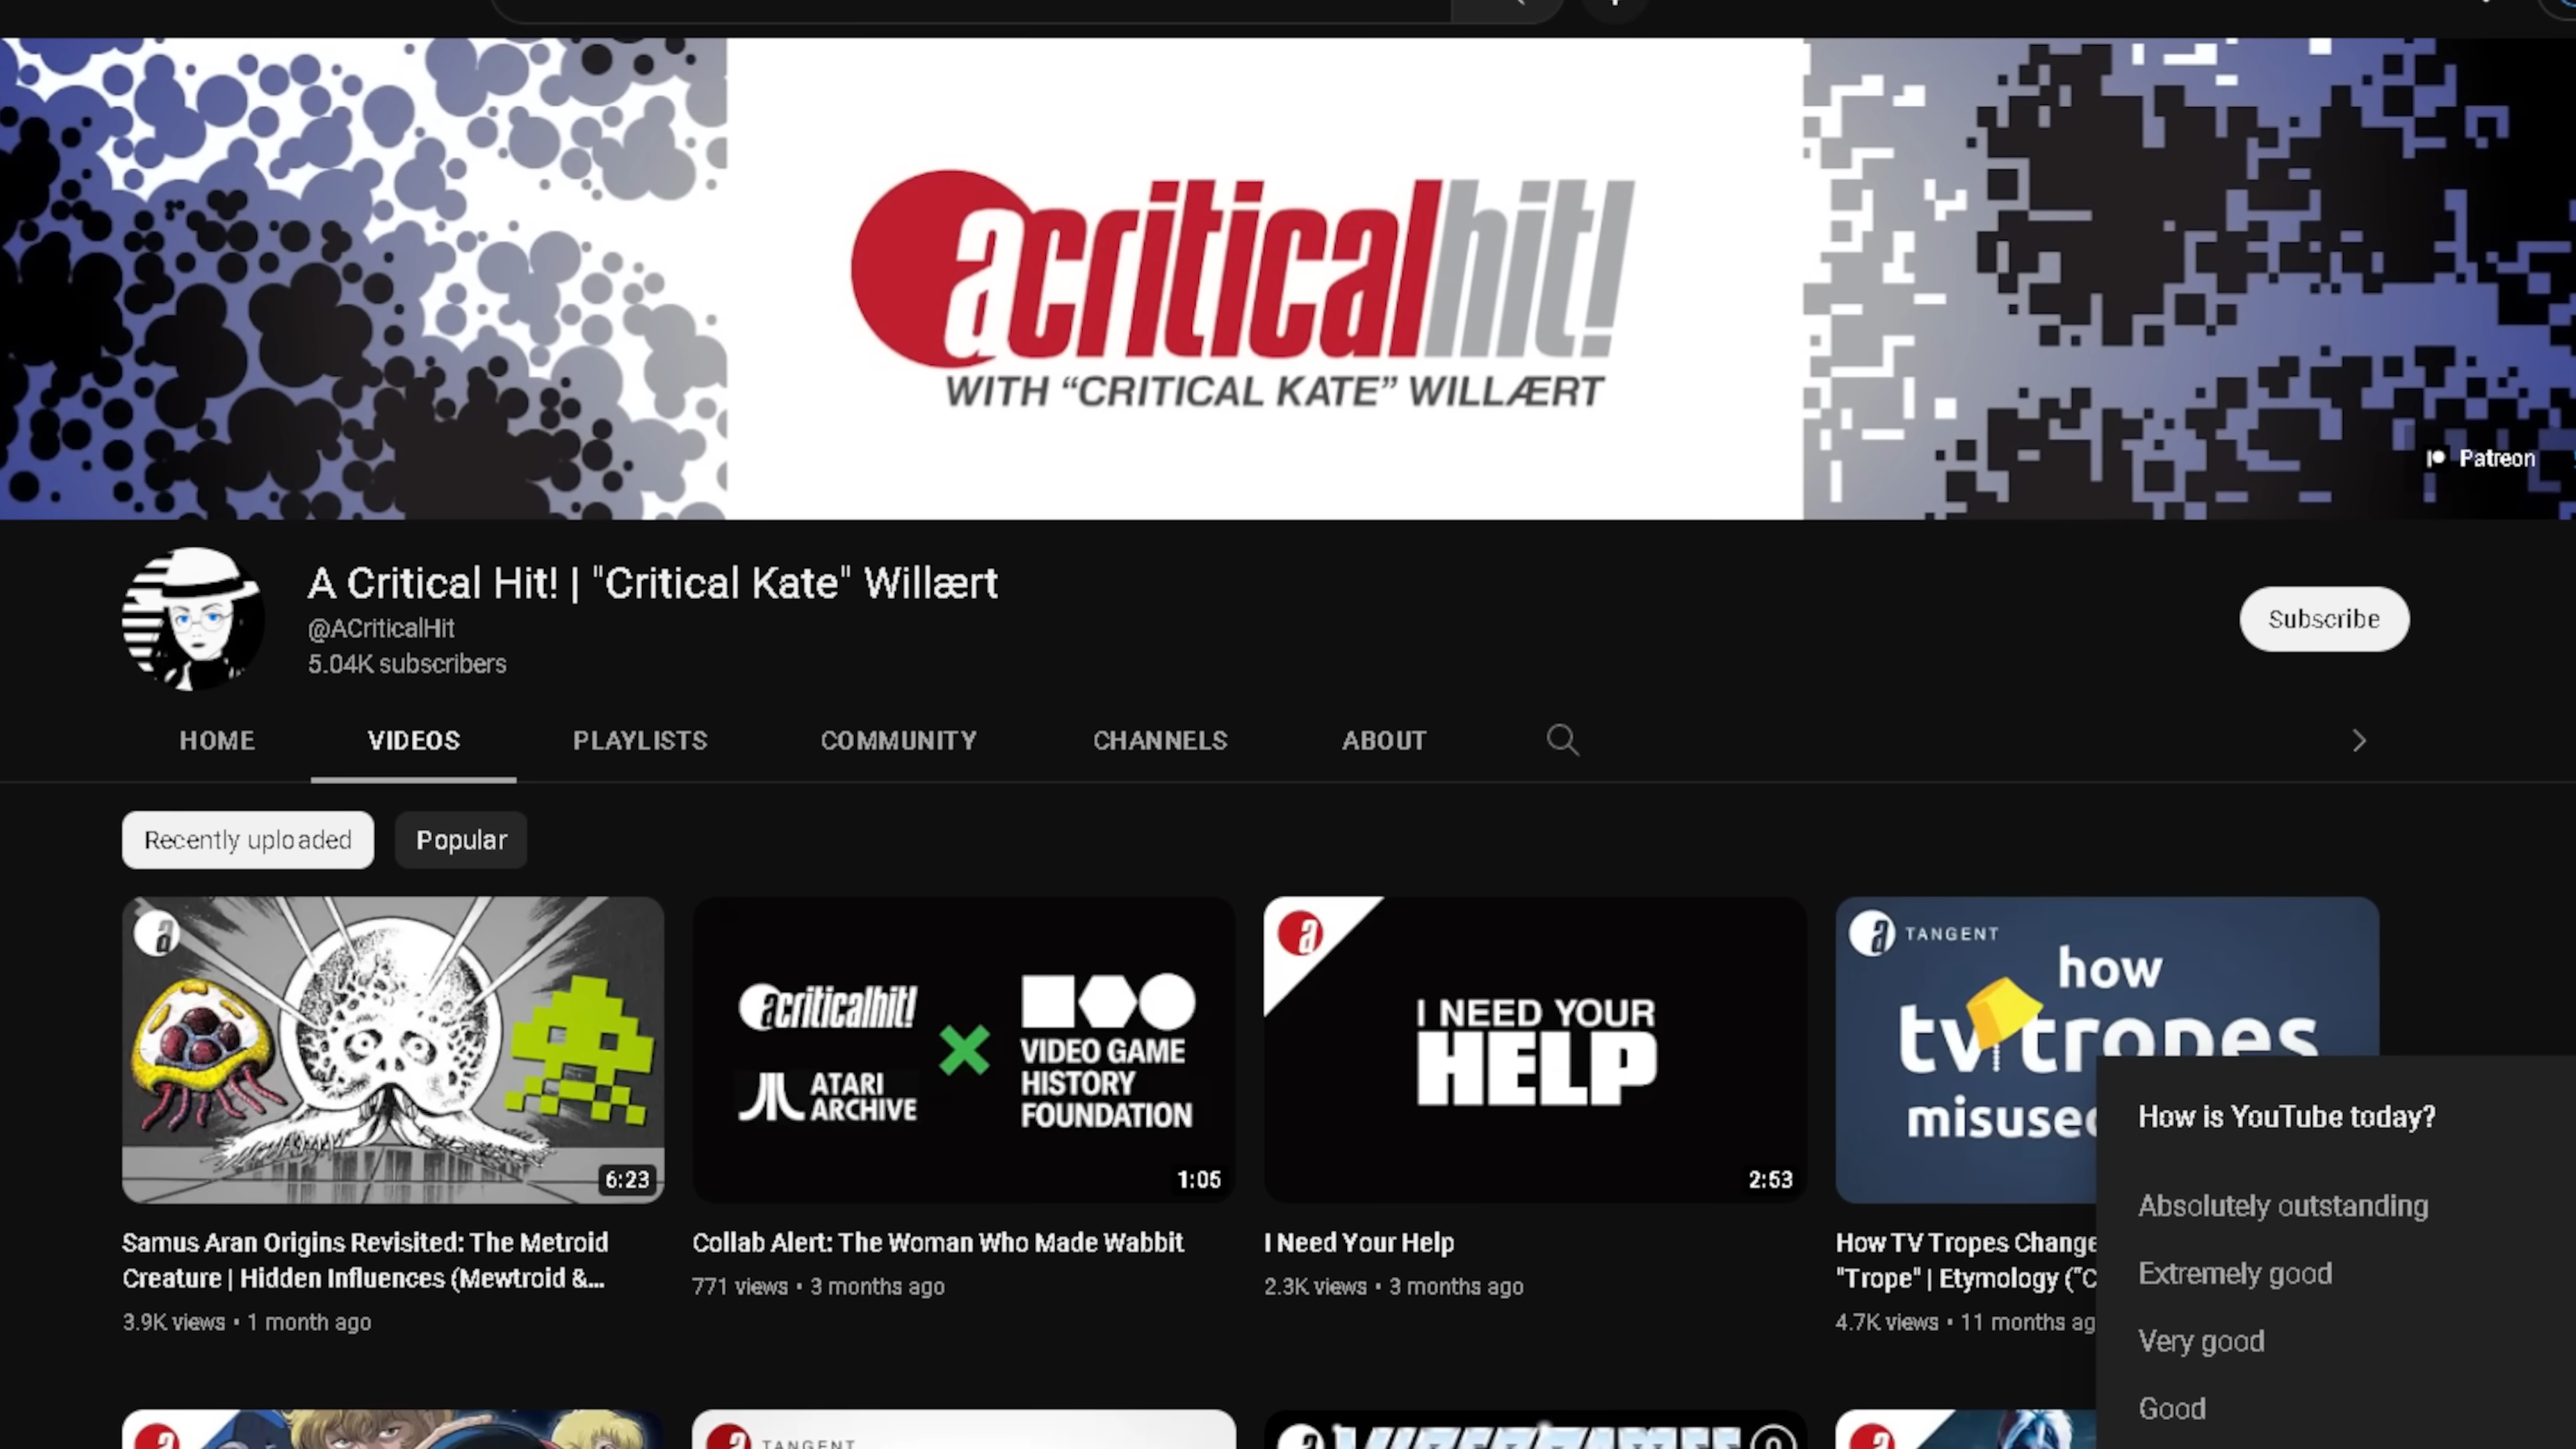 acriticalhit!
WITH “CRITICAL KATE” WILLÆRT
Patreon
A Critical Hit! | "Critical Kate" Willært
@ACriticalHit
5.04K subscribers
Subscribe
HOME VIDEOS PLAYLISTS COMMUNITY CHANNELS ABOUT
Recently uploaded Popular
a
6:23
Samus Aran Origins Revisited: The Metroid
Creature | Hidden Influences (Mewtroid &...
3.9K views • 1 month ago
acriticalhit!
ATARI
ARCHIVE
VIDEO GAME
HISTORY
FOUNDATION
1:05
Collab Alert: The Woman Who Made Wabbit
771 views • 3 months ago
a
I NEED YOUR
HELP
2:53
I Need Your Help
2.3K views • 3 months ago
a TANGENT
how
tv tropes
misused
How TV Tropes Change
"Trope" | Etymology ("C
4.7K views • 11 months ag
How is YouTube today?
Absolutely outstanding
Extremely good
Very good
Good
TANGENT